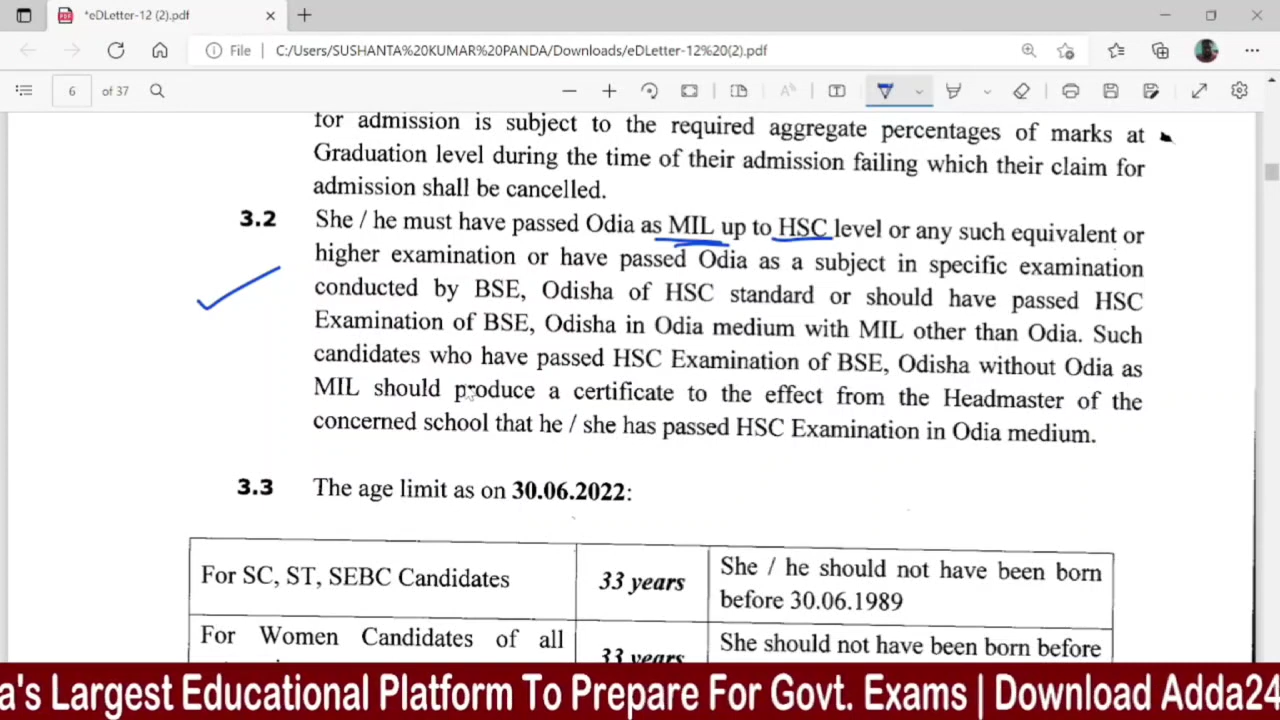 *eDLetter-12 (2).pdf
File | C:/Users/SUSHANTA%20KUMAR%20PANDA/Downloads/eDLetter-12%20(2).pdf
6 of 37
for admission is subject to the required aggregate percentages of marks at
Graduation level during the time of their admission failing which their claim for
admission shall be cancelled.
3.2 She / he must have passed Odia as MIL up to HSC level or any such equivalent or
higher examination or have passed Odia as a subject in specific examination
conducted by BSE, Odisha of HSC standard or should have passed HSC
Examination of BSE, Odisha in Odia medium with MIL other than Odia. Such
candidates who have passed HSC Examination of BSE, Odisha without Odia as
MIL should produce a certificate to the effect from the Headmaster of the
concerned school that he / she has passed HSC Examination in Odia medium.
3.3 The age limit as on 30.06.2022:
For SC, ST, SEBC Candidates 33 years She / he should not have been born
before 30.06.1989
For Women Candidates of all 33 years She should not have been born before
a's Largest Educational Platform To Prepare For Govt. Exams | Download Adda24